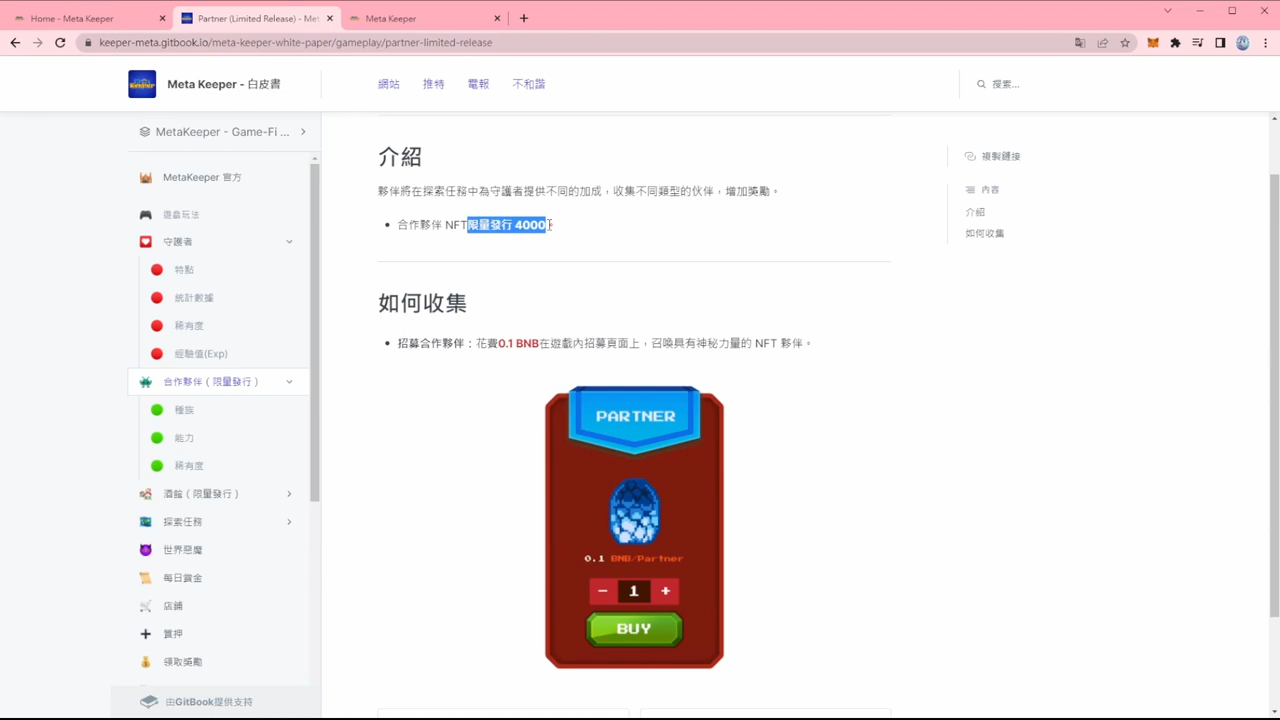 Home - Meta Keeper
Partner (Limited Release) - Met
Meta Keeper
keeper-meta.gitbook.io/meta-keeper-white-paper/gameplay/partner-limited-release
Meta Keeper - 白皮書
網站
推特
電報
不和諧
搜索...
MetaKeeper - Game-Fi ...
MetaKeeper 官方
遊戲玩法
守護者
特點
統計數據
稀有度
經驗值(Exp)
合作夥伴（限量發行）
種族
能力
稀有度
酒館（限量發行）
探索任務
世界惡魔
每日賞金
店鋪
質押
領取獎勵
由GitBook提供支持
介紹
夥伴將在探索任務中為守護者提供不同的加成，收集不同類型的伙伴，增加獎勵。
合作夥伴 NFT限量發行 4000
如何收集
招募合作夥伴：花費0.1 BNB在遊戲內招募頁面上，召喚具有神秘力量的 NFT 夥伴。
PARTNER
0.1 BNB/Partner
− 1 +
BUY
複製鏈接
內容
介紹
如何收集